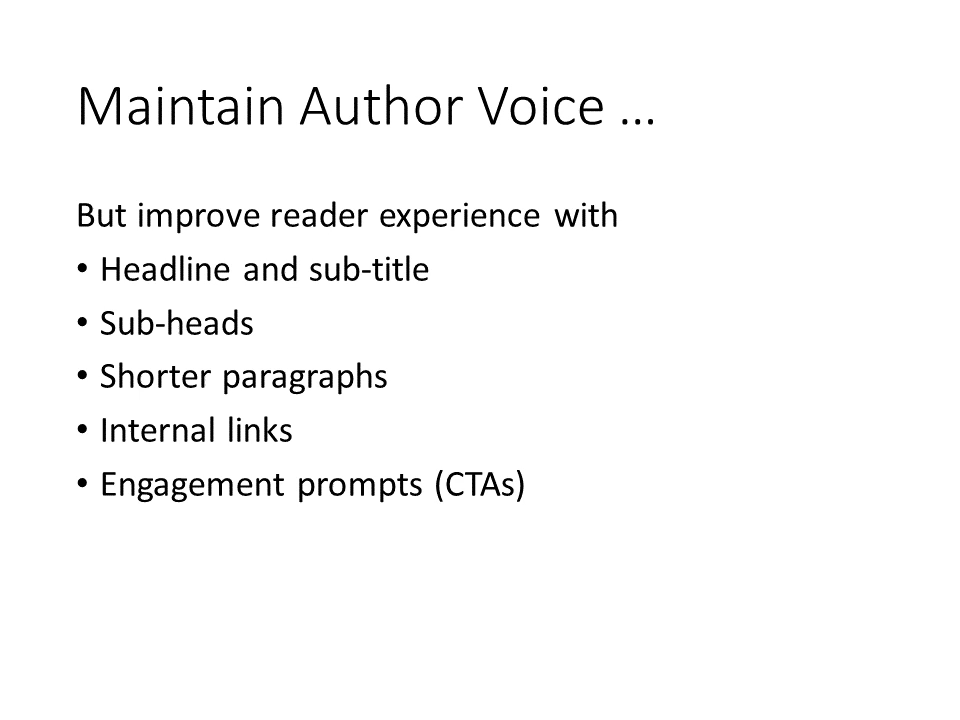 Maintain Author Voice …
But improve reader experience with
• Headline and sub-title
• Sub-heads
• Shorter paragraphs
• Internal links
• Engagement prompts (CTAs)